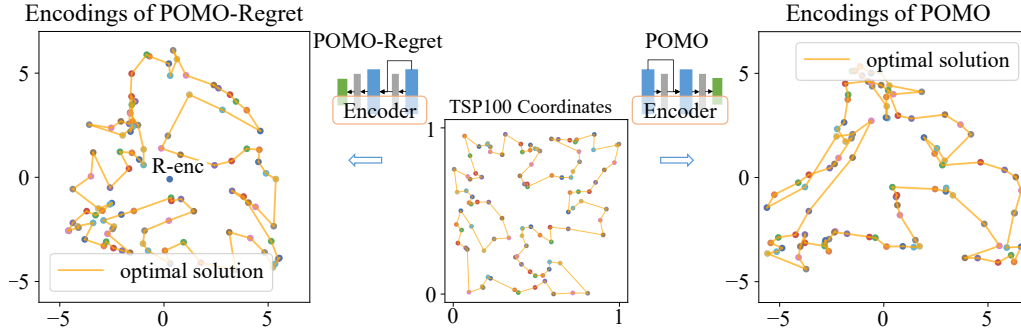 Encodings of POMO-Regret
Encodings of POMO
POMO-Regret
POMO
Encoder
Encoder
TSP100 Coordinates
optimal solution
R-enc
optimal solution
5
0
−5
−5
0
5
1
0
0
1
5
0
−5
−5
0
5